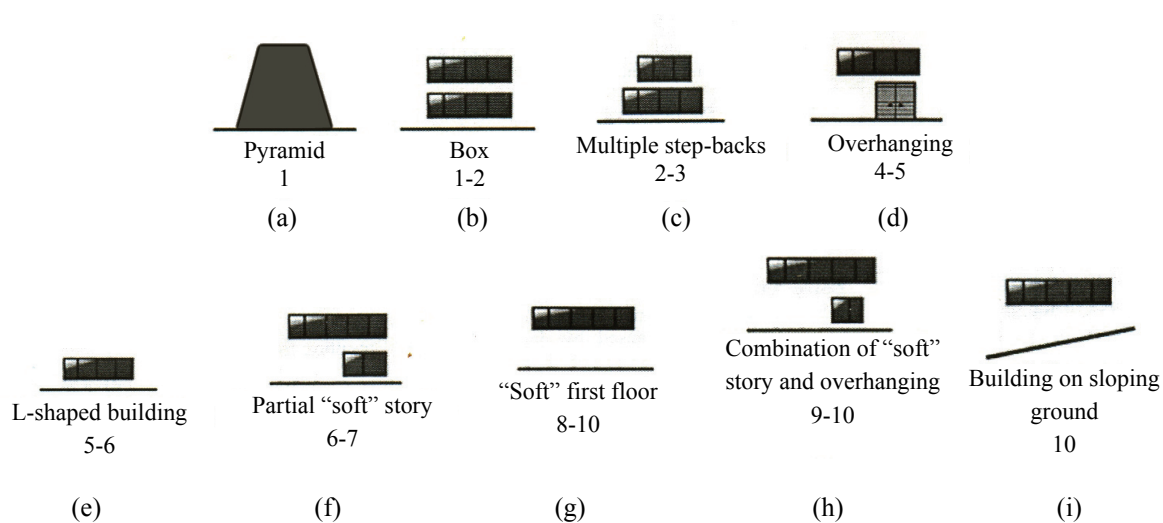 Pyramid
1
(a)
Box
1-2
(b)
Multiple step-backs
2-3
(c)
Overhanging
4-5
(d)
L-shaped building
5-6
(e)
Partial “soft” story
6-7
(f)
“Soft” first floor
8-10
(g)
Combination of “soft”
story and overhanging
9-10
(h)
Building on sloping
ground
10
(i)